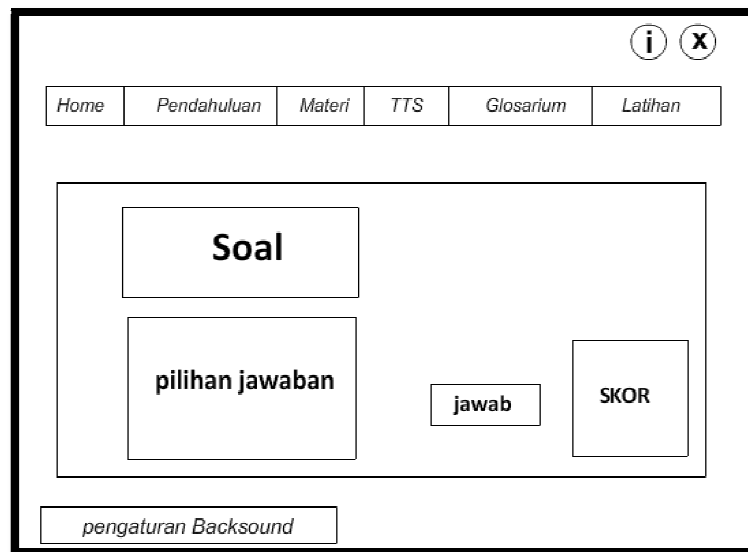 i X
Home Pendahuluan Materi TTS Glosarium Latihan
Soal
pilihan jawaban
jawab
SKOR
pengaturan Backsound